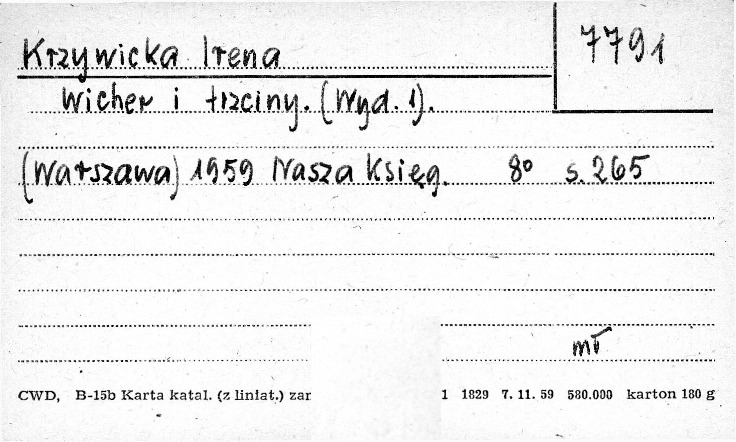 7791
Krzywicka Irena
Wicher i trzciny. (Wyd. 1).
(Warszawa) 1959 Nasza Księg. 8° s. 265
mł
CWD, B-15b Karta katal. (z liniat.) zar 1 1829 7. 11. 59 580.000 karton 180 g